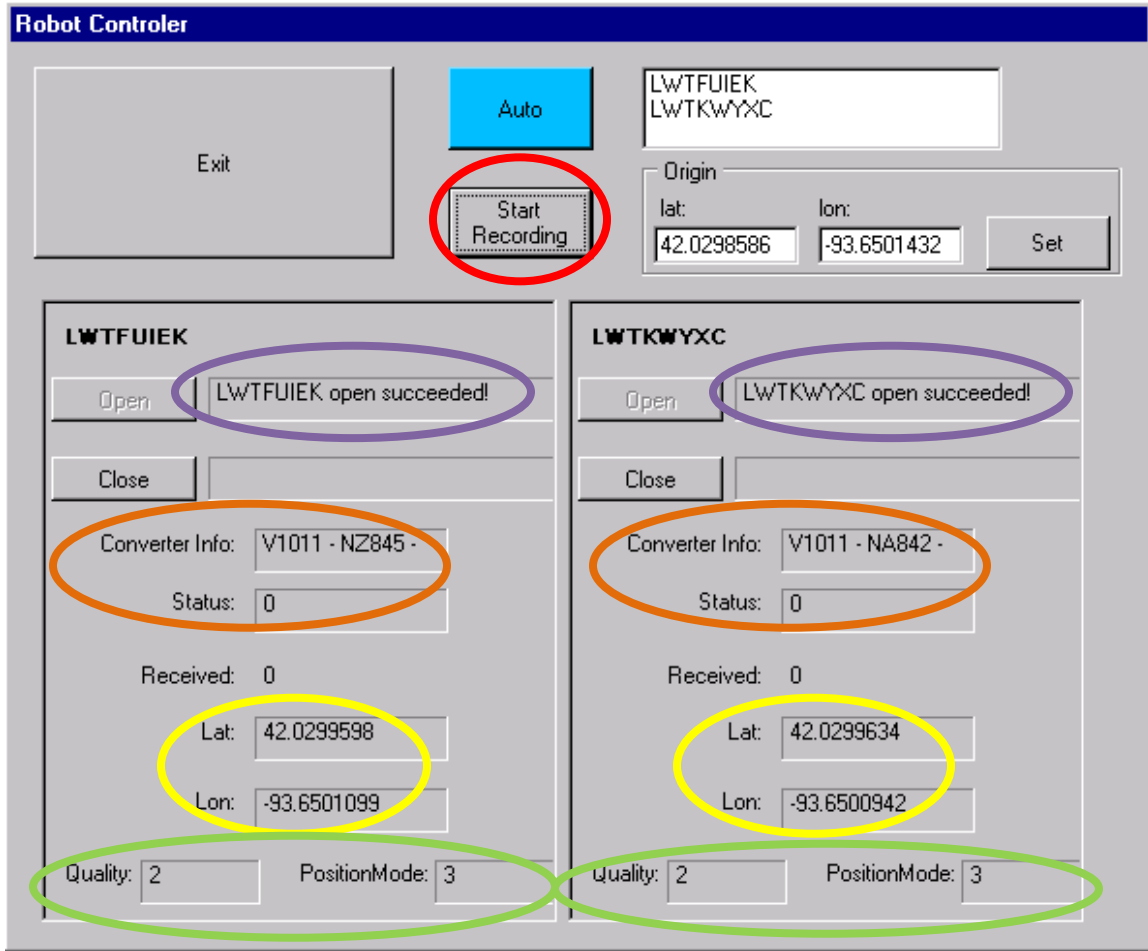 Robot Controler
Exit
Auto
Start
Recording
LWTFUIEK
LWTKWYXC
Origin
lat:
lon:
42.0298586
-93.6501432
Set
LWTFUIEK
Open
LWTFUIEK open succeeded!
Close
Converter Info:
V1011 - NZ845 -
Status:
0
Received:
0
Lat:
42.0299598
Lon:
-93.6501099
Quality:
2
PositionMode:
3
LWTKWYXC
Open
LWTKWYXC open succeeded!
Close
Converter Info:
V1011 - NA842 -
Status:
0
Received:
0
Lat:
42.0299634
Lon:
-93.6500942
Quality:
2
PositionMode:
3